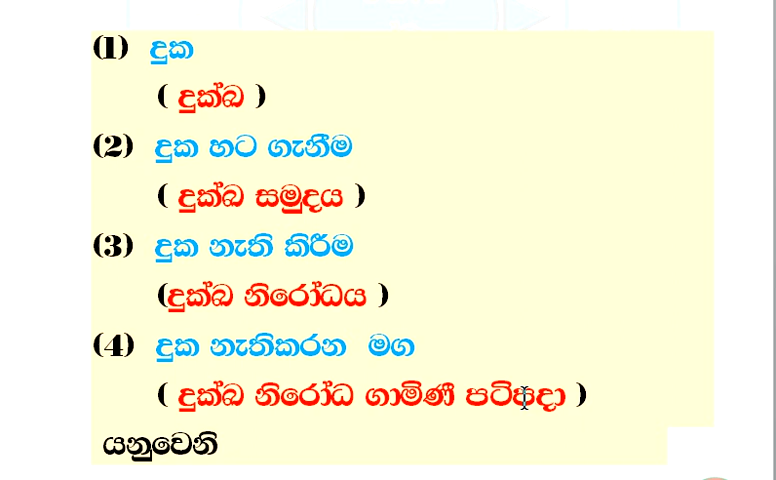 (1) දුක
( දුක්ඛ )
(2) දුක හට ගැනීම
( දුක්ඛ සමුදය )
(3) දුක නැති කිරීම
(දුක්ඛ නිරෝධය )
(4) දුක නැතිකරන මග
( දුක්ඛ නිරෝධ ගාමිණී පටිපදා )
යනුවෙනි